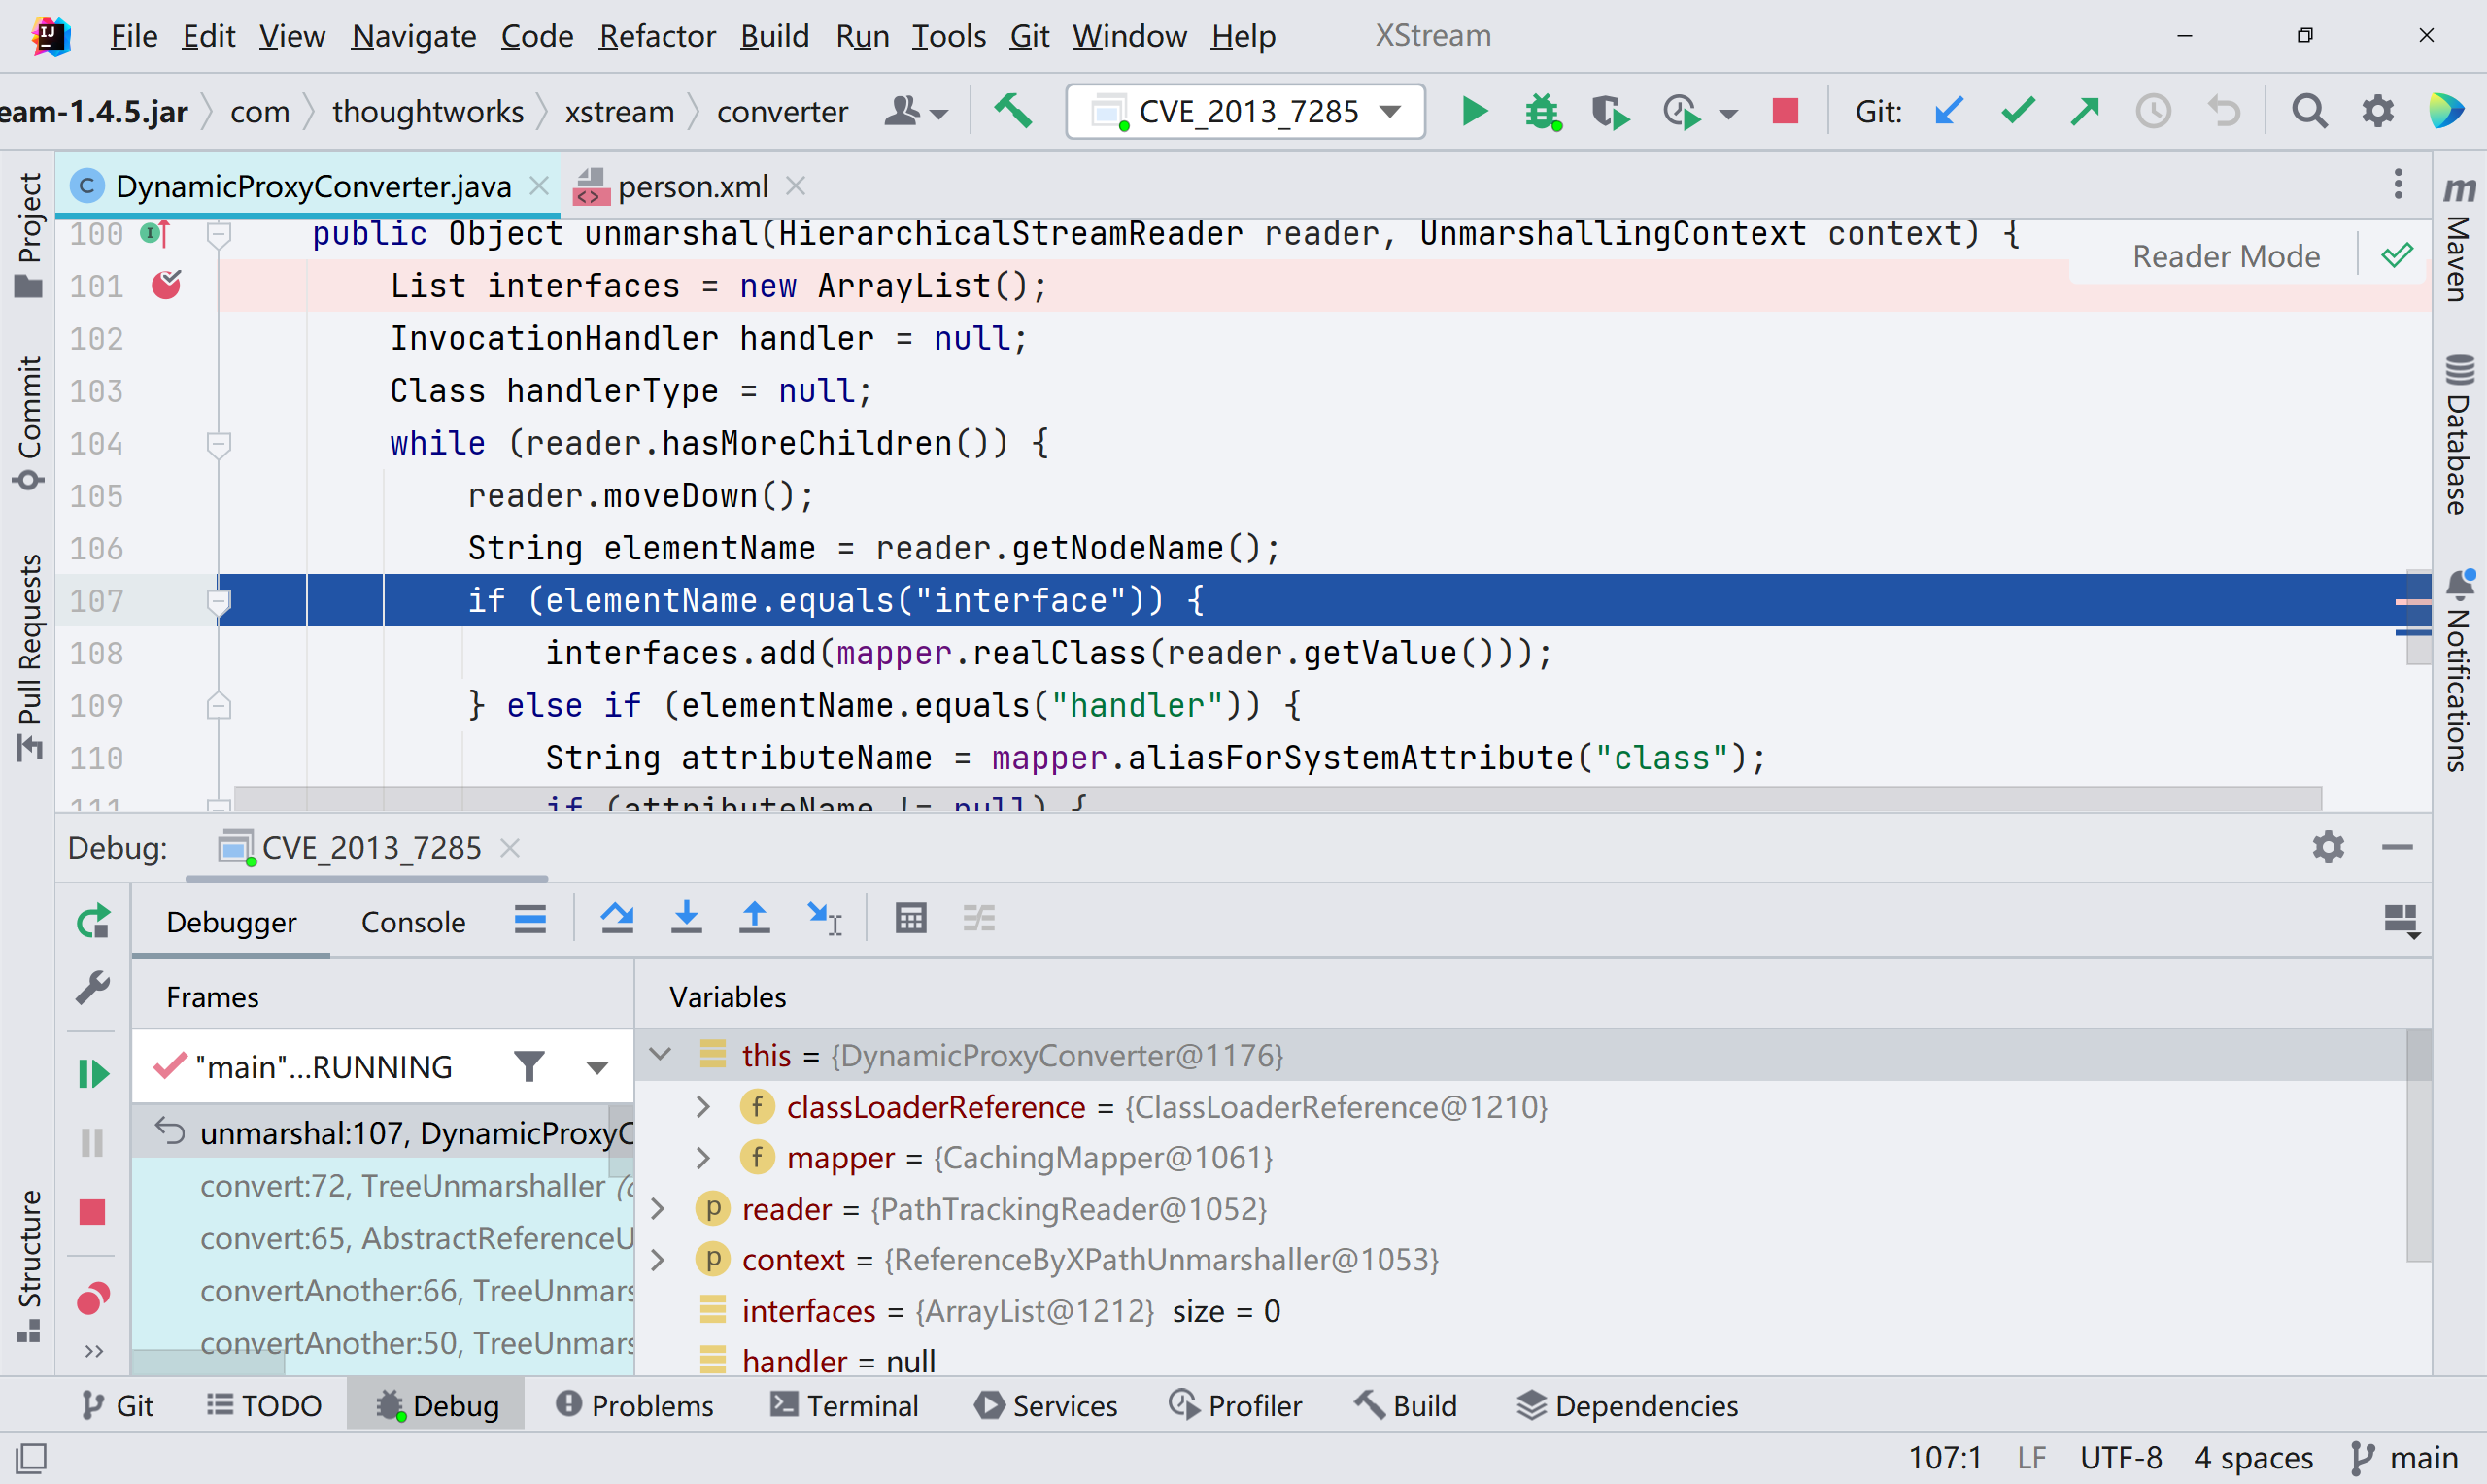 File Edit View Navigate Code Refactor Build Run Tools Git Window Help XStream
eam-1.4.5.jar com thoughtworks xstream converter CVE_2013_7285 Git:
DynamicProxyConverter.java person.xml
Reader Mode
100 public Object unmarshal(HierarchicalStreamReader reader, UnmarshallingContext context) {
101 List interfaces = new ArrayList();
102 InvocationHandler handler = null;
103 Class handlerType = null;
104 while (reader.hasMoreChildren()) {
105 reader.moveDown();
106 String elementName = reader.getNodeName();
107 if (elementName.equals("interface")) {
108 interfaces.add(mapper.realClass(reader.getValue()));
109 } else if (elementName.equals("handler")) {
110 String attributeName = mapper.aliasForSystemAttribute("class");
111 if (attributeName != null) {
Project
Commit
Pull Requests
Structure
Maven
Database
Notifications
Debug: CVE_2013_7285
Debugger Console
Frames
"main"...RUNNING
unmarshal:107, DynamicProxyC
convert:72, TreeUnmarshaller
convert:65, AbstractReferenceU
convertAnother:66, TreeUnmars
convertAnother:50, TreeUnmars
Variables
this = {DynamicProxyConverter@1176}
classLoaderReference = {ClassLoaderReference@1210}
mapper = {CachingMapper@1061}
reader = {PathTrackingReader@1052}
context = {ReferenceByXPathUnmarshaller@1053}
interfaces = {ArrayList@1212} size = 0
handler = null
Git TODO Debug Problems Terminal Services Profiler Build Dependencies
107:1 LF UTF-8 4 spaces main